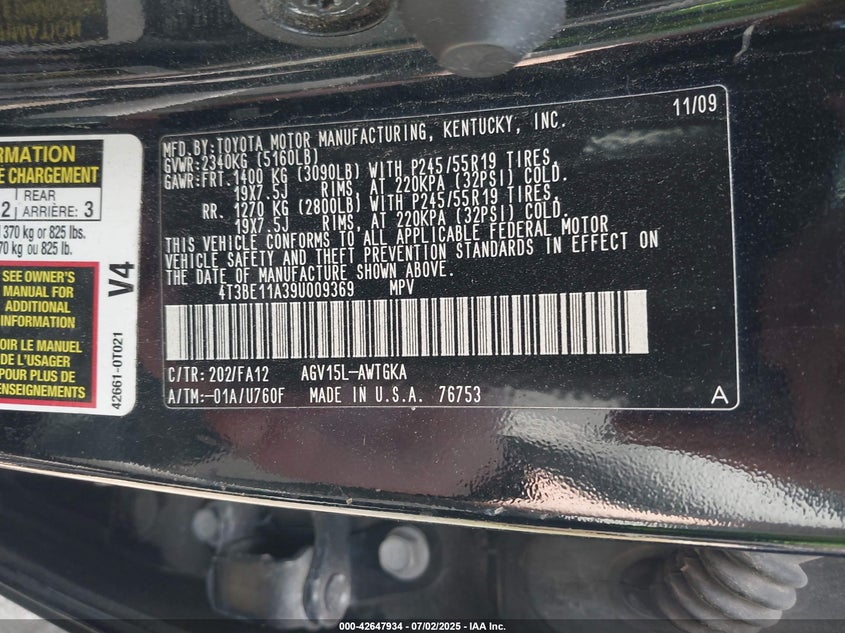 11/09
MFD. BY: TOYOTA MOTOR MANUFACTURING, KENTUCKY, INC.
GVWR: 2340KG (5160LB)
GAWR: FRT. 1400 KG (3090LB) WITH P245/55R19 TIRES,
19X7.5J RIMS, AT 220KPA (32PSI) COLD.
RR. 1270 KG (2800LB) WITH P245/55R19 TIRES,
19X7.5J RIMS, AT 220KPA (32PSI) COLD.
THIS VEHICLE CONFORMS TO ALL APPLICABLE FEDERAL MOTOR
VEHICLE SAFETY AND THEFT PREVENTION STANDARDS IN EFFECT ON
THE DATE OF MANUFACTURE SHOWN ABOVE.
4T3BE11A39U009369 MPV
C/TR: 202/FA12 AGV15L-AWTGKA
A/TM: -01A/U760F MADE IN U.S.A. 76753
A
RMATION
E CHARGEMENT
2 REAR
ARRIÈRE: 3
370 kg or 825 lbs.
70 kg ou 825 lb.
SEE OWNER'S
MANUAL FOR
ADDITIONAL
INFORMATION
VOIR LE MANUEL
DE L'USAGER
POUR PLUS DE
RENSEIGNEMENTS
V4
42661-0T021
000-42647934 - 07/02/2025 - IAA Inc.